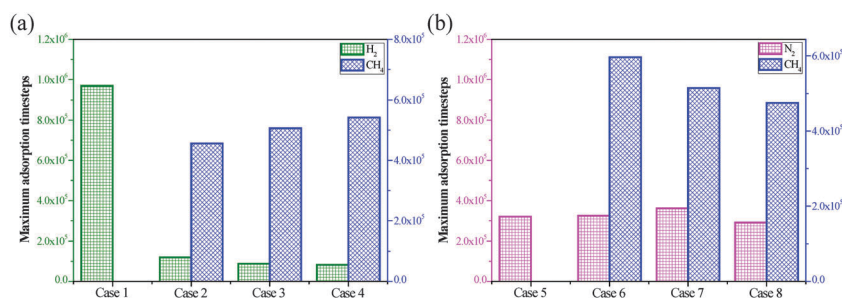 (a)
Maximum adsorption timesteps
1.2x10⁶
1.0x10⁶
8.0x10⁵
6.0x10⁵
4.0x10⁵
2.0x10⁵
0.0
H₂
CH₄
8.0x10⁵
6.0x10⁵
4.0x10⁵
2.0x10⁵
0.0
Case 1 Case 2 Case 3 Case 4
(b)
Maximum adsorption timesteps
1.2x10⁶
1.0x10⁶
8.0x10⁵
6.0x10⁵
4.0x10⁵
2.0x10⁵
0.0
N₂
CH₄
6.0x10⁵
4.0x10⁵
2.0x10⁵
0.0
Case 5 Case 6 Case 7 Case 8